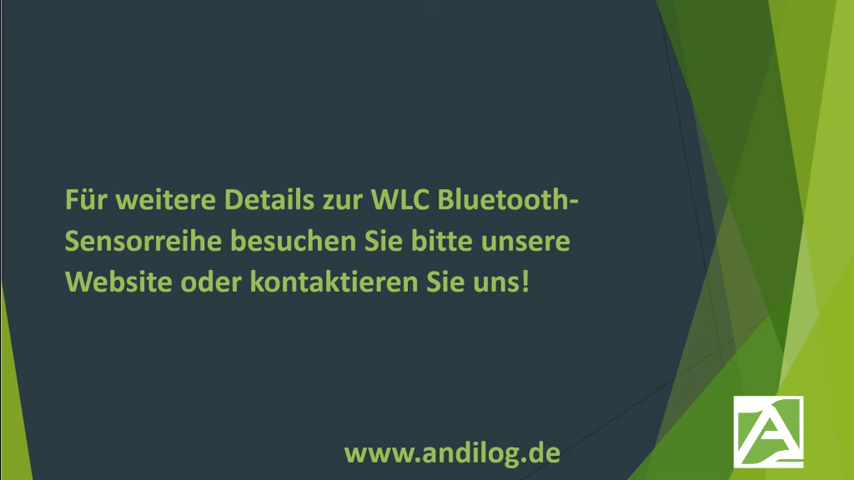 Für weitere Details zur WLC Bluetooth-
Sensorreihe besuchen Sie bitte unsere
Website oder kontaktieren Sie uns!
www.andilog.de